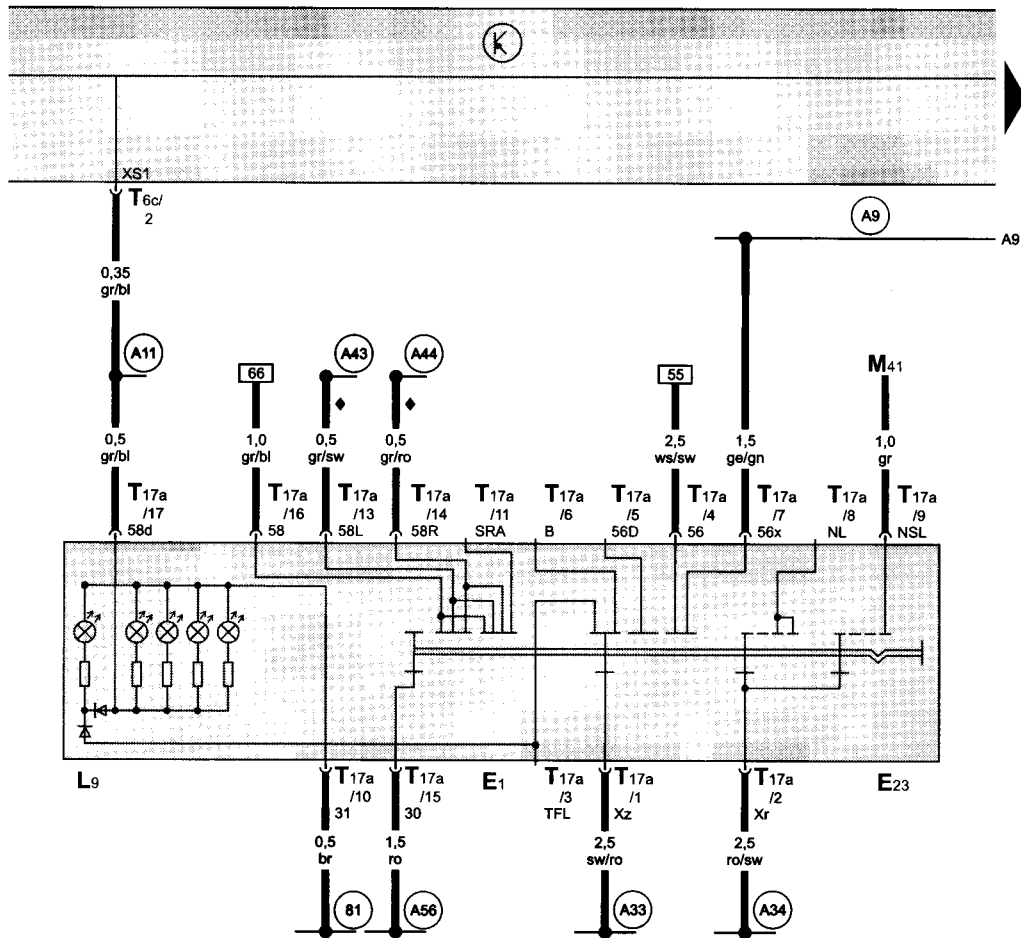 XS1
T6c/
2
A9
A9
0,35
gr/bl
A11
66
A43
A44
55
M41
0,5
gr/bl
1,0
gr/bl
0,5
gr/sw
0,5
gr/ro
2,5
ws/sw
1,5
ge/gn
1,0
gr
T17a
/17
58d
T17a
/16
58
T17a
/13
58L
T17a
/14
58R
T17a
/11
SRA
T17a
/6
B
T17a
/5
56D
T17a
/4
56
T17a
/7
56x
T17a
/8
NL
T17a
/9
NSL
L9
T17a
/10
31
T17a
/15
30
E1
T17a
/3
TFL
T17a
/1
Xz
T17a
/2
Xr
E23
0,5
br
1,5
ro
2,5
sw/ro
2,5
ro/sw
81
A56
A33
A34